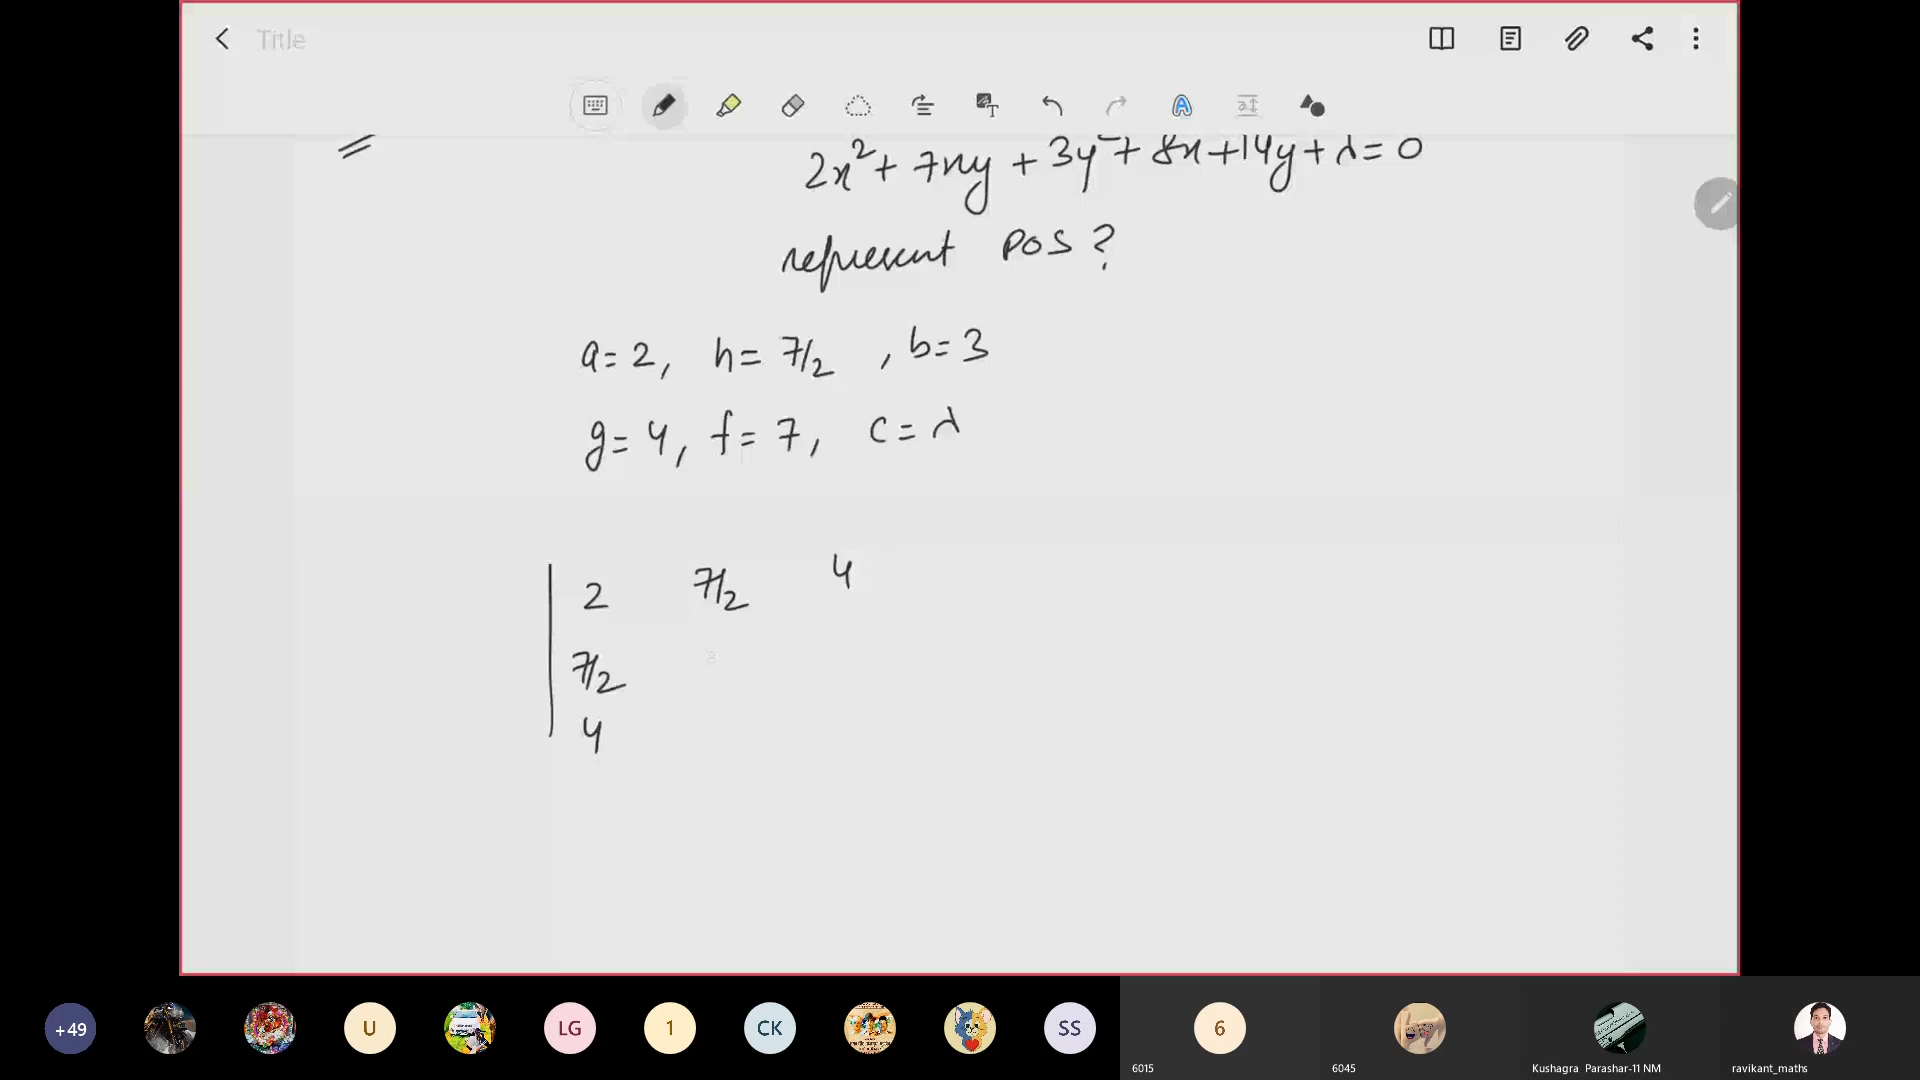 Title
2x² + 7xy + 3y² + 8x + 14y + λ = 0
represent POS ?
a = 2, h = 7/2 , b = 3
g = 4, f = 7, c = λ
2 7/2 4
7/2
4
+49 U LG 1 CK SS 6
6015 6045 Kushagra Parashar-11 NM ravikant_maths